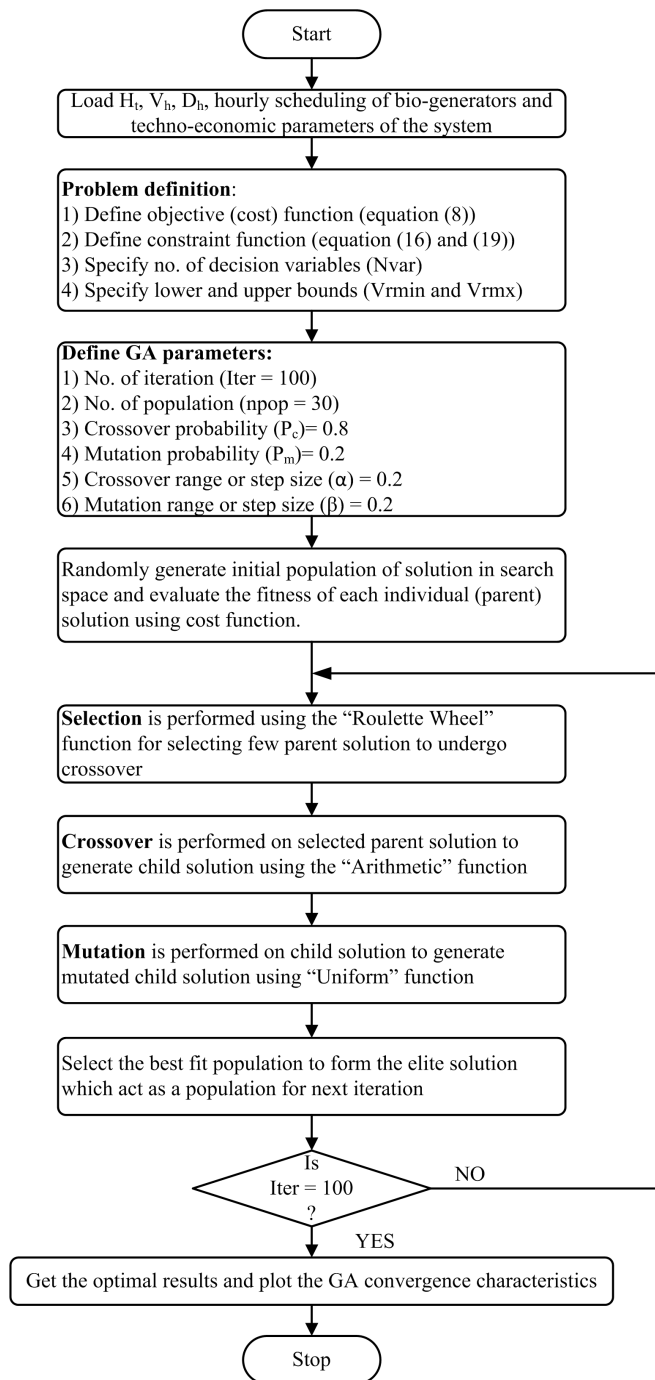 Start
Load Ht, Vh, Dh, hourly scheduling of bio-generators and
techno-economic parameters of the system
Problem definition:
1) Define objective (cost) function (equation (8))
2) Define constraint function (equation (16) and (19))
3) Specify no. of decision variables (Nvar)
4) Specify lower and upper bounds (Vrmin and Vrmx)
Define GA parameters:
1) No. of iteration (Iter = 100)
2) No. of population (npop = 30)
3) Crossover probability (Pc)= 0.8
4) Mutation probability (Pm)= 0.2
5) Crossover range or step size (α) = 0.2
6) Mutation range or step size (β) = 0.2
Randomly generate initial population of solution in search
space and evaluate the fitness of each individual (parent)
solution using cost function.
Selection is performed using the “Roulette Wheel”
function for selecting few parent solution to undergo
crossover
Crossover is performed on selected parent solution to
generate child solution using the “Arithmetic” function
Mutation is performed on child solution to generate
mutated child solution using “Uniform” function
Select the best fit population to form the elite solution
which act as a population for next iteration
Is
Iter = 100
?
NO
YES
Get the optimal results and plot the GA convergence characteristics
Stop